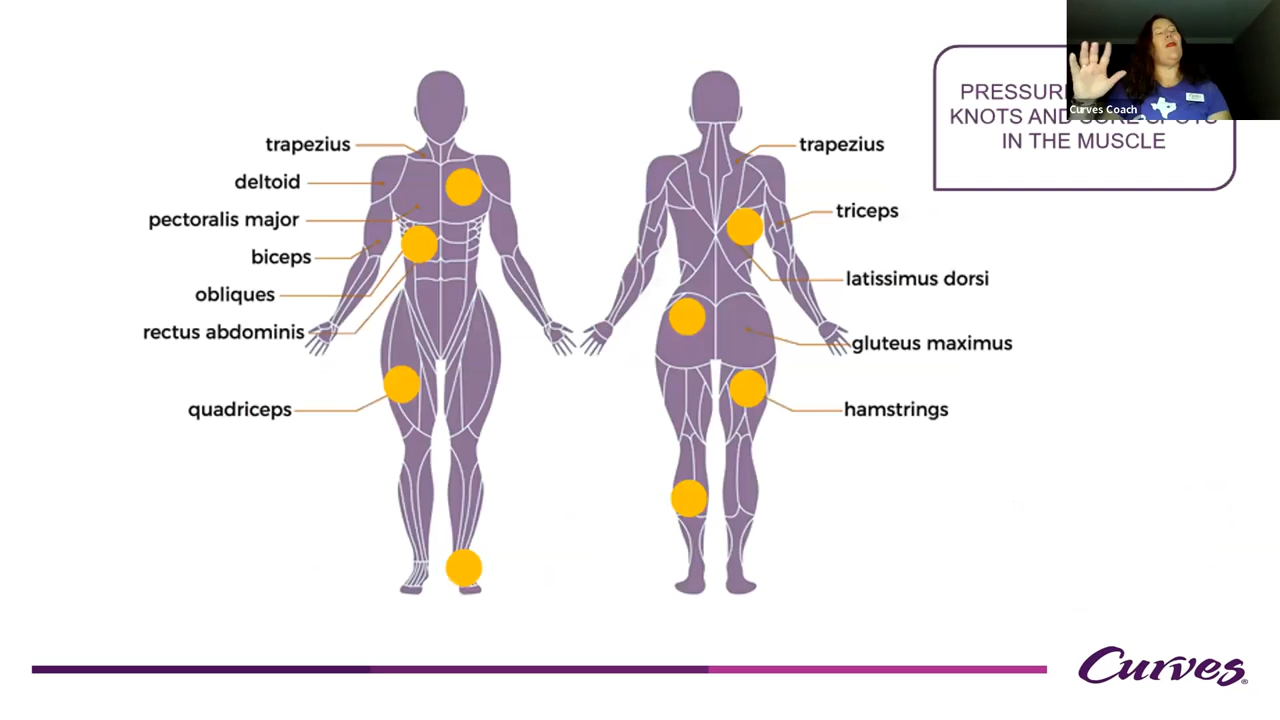 trapezius
deltoid
pectoralis major
biceps
obliques
rectus abdominis
quadriceps
trapezius
triceps
latissimus dorsi
gluteus maximus
hamstrings
KNOTS AND
IN THE MUSCLE
Curves Coach
Curves